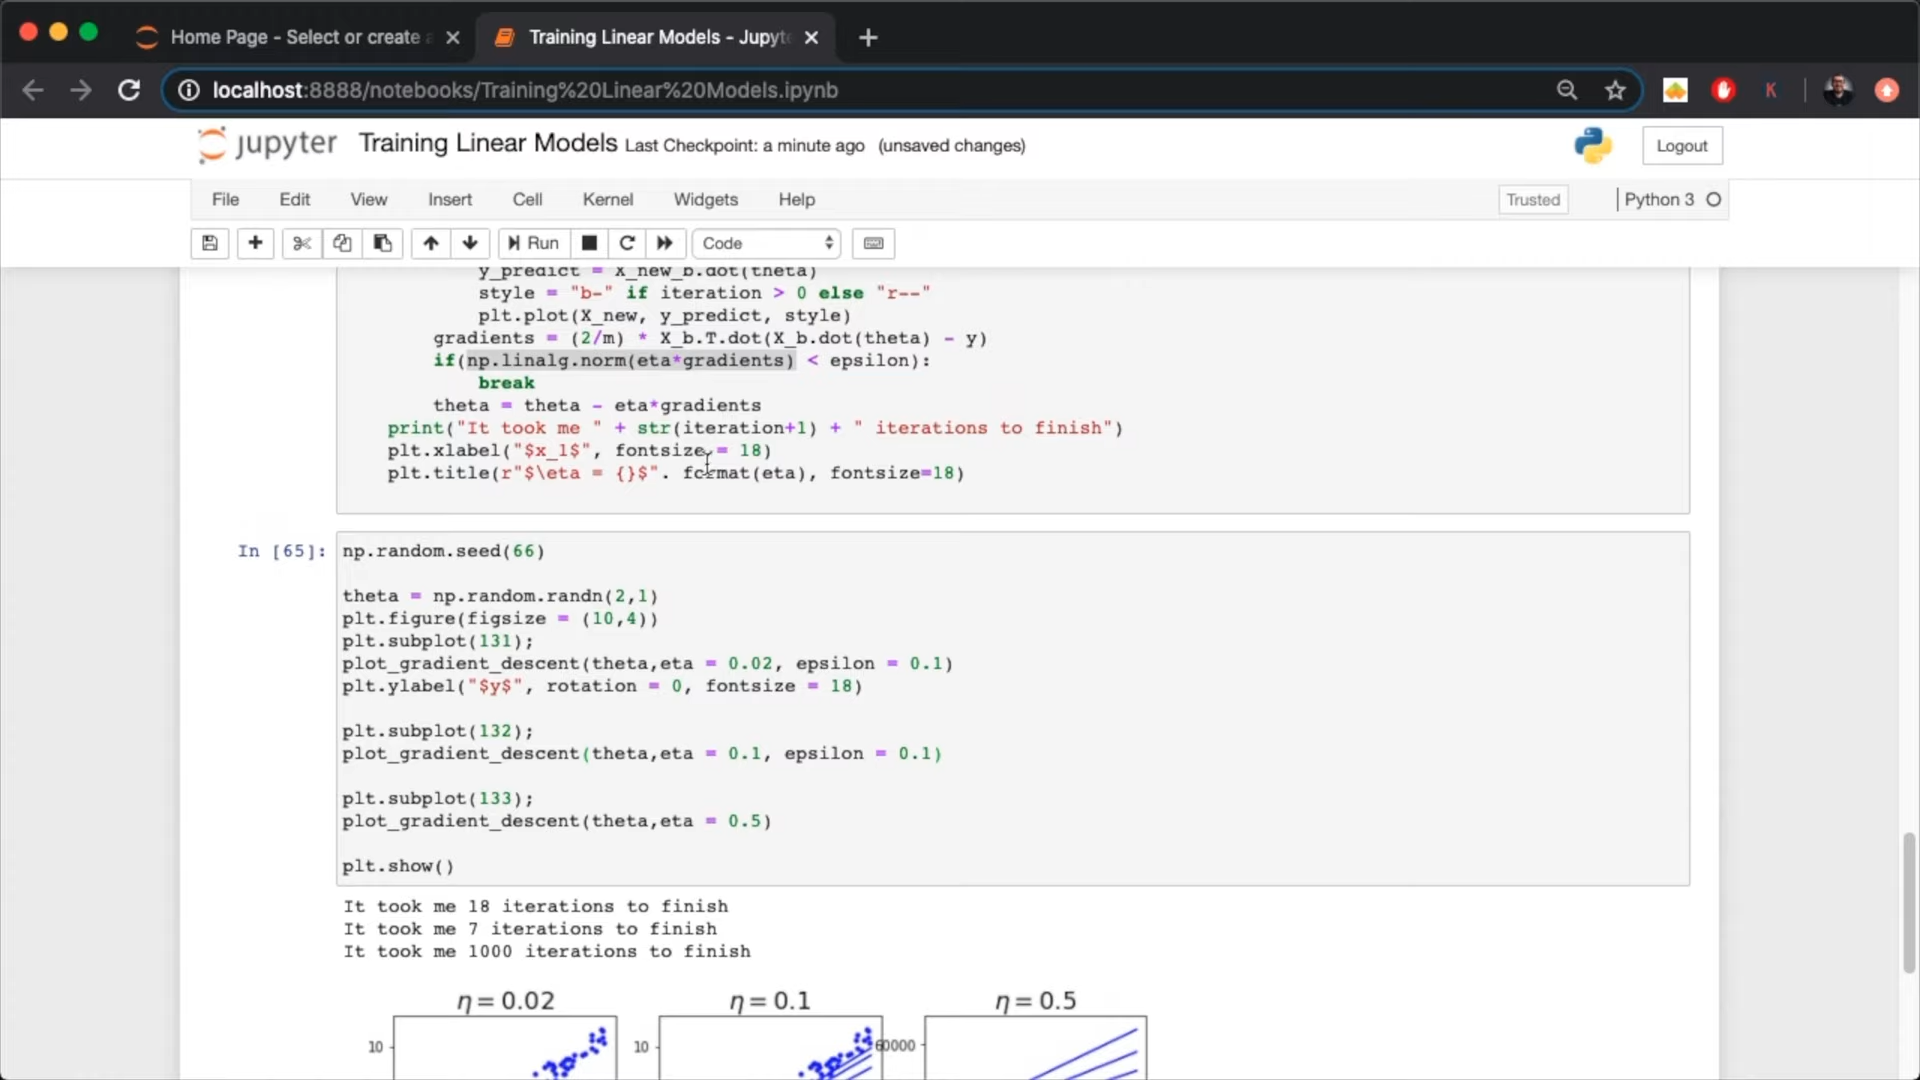 Home Page - Select or create a
Training Linear Models - Jupyte
localhost:8888/notebooks/Training%20Linear%20Models.ipynb
K
jupyter Training Linear Models Last Checkpoint: a minute ago (unsaved changes)
Logout
File Edit View Insert Cell Kernel Widgets Help
Trusted
Python 3
Run
Code
y_predict = X_new_b.dot(theta)
style = "b-" if iteration > 0 else "r--"
plt.plot(X_new, y_predict, style)
gradients = (2/m) * X_b.T.dot(X_b.dot(theta) - y)
if(np.linalg.norm(eta*gradients) < epsilon):
break
theta = theta - eta*gradients
print("It took me " + str(iteration+1) + " iterations to finish")
plt.xlabel("$x_1$", fontsize = 18)
plt.title(r"$\eta = {}$". format(eta), fontsize=18)
In [65]:
np.random.seed(66)
theta = np.random.randn(2,1)
plt.figure(figsize = (10,4))
plt.subplot(131);
plot_gradient_descent(theta,eta = 0.02, epsilon = 0.1)
plt.ylabel("$y$", rotation = 0, fontsize = 18)
plt.subplot(132);
plot_gradient_descent(theta,eta = 0.1, epsilon = 0.1)
plt.subplot(133);
plot_gradient_descent(theta,eta = 0.5)
plt.show()
It took me 18 iterations to finish
It took me 7 iterations to finish
It took me 1000 iterations to finish
η = 0.02 η = 0.1 η = 0.5
10 10 60000